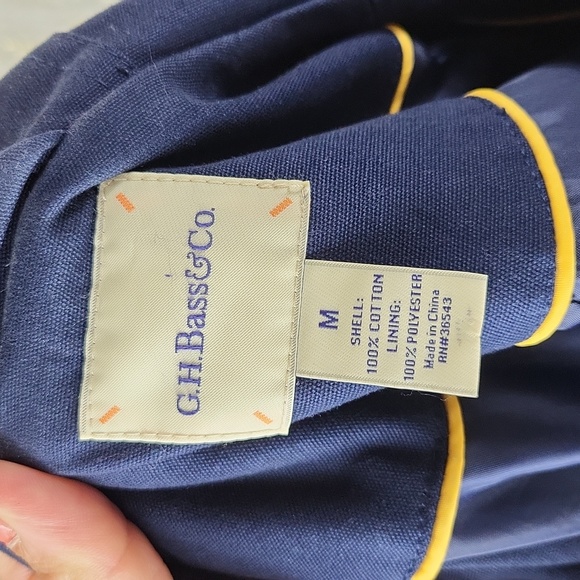 G.H.Bass&Co.
M
SHELL:
100% COTTON
LINING:
100% POLYESTER
Made in China
RN#36543